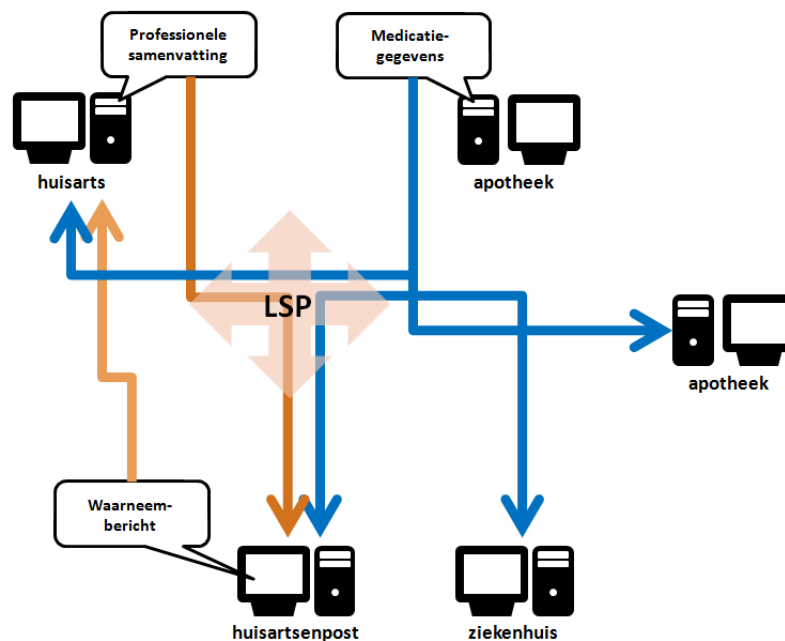 Professionele
samenvatting
Medicatie-
gegevens
huisarts
apotheek
LSP
apotheek
Waarneem-
bericht
huisartsenpost
ziekenhuis